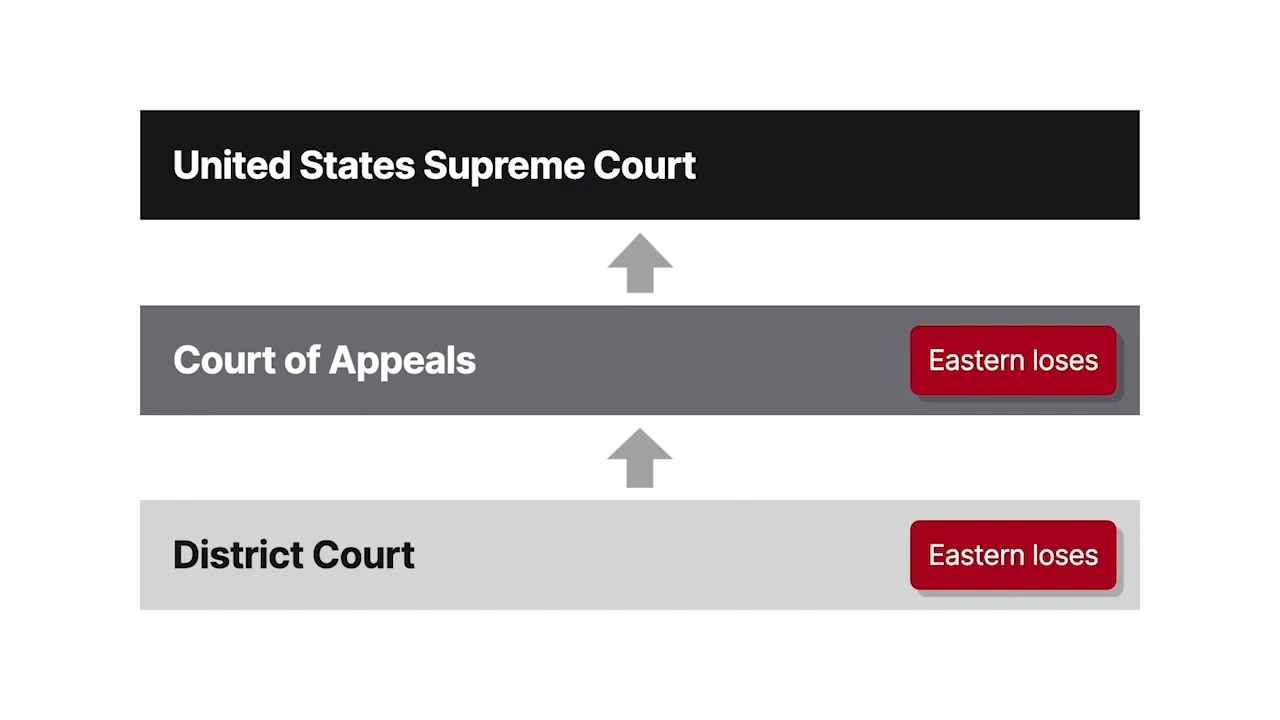 United States Supreme Court
Court of Appeals
Eastern loses
District Court
Eastern loses